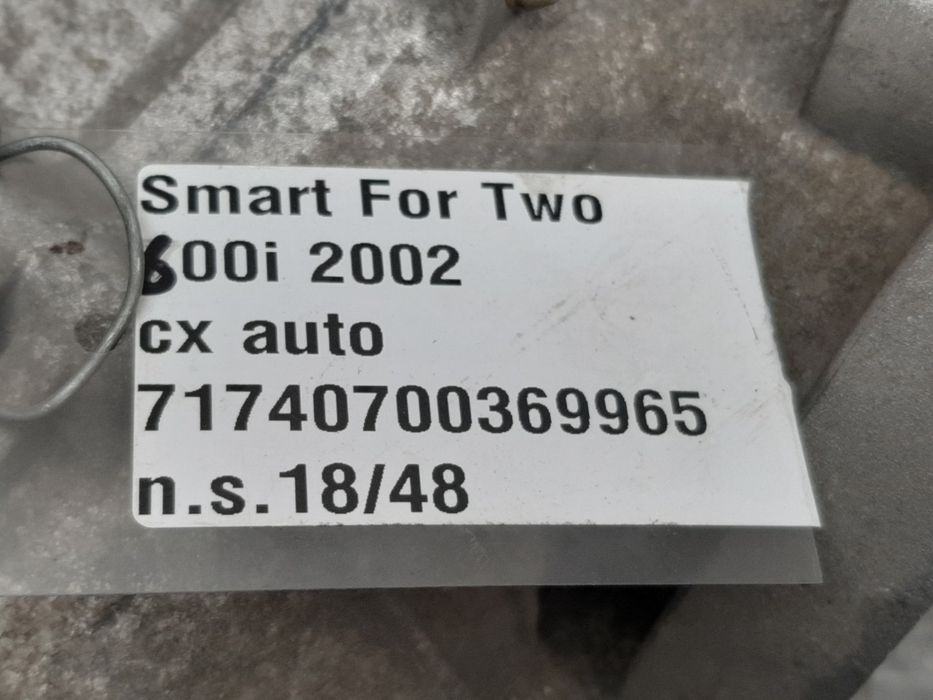 Smart For Two
600i 2002
cx auto
71740700369965
n.s.18/48